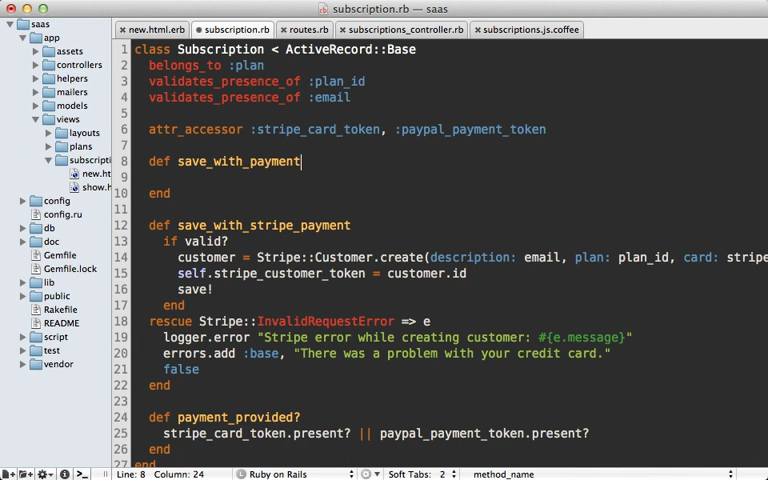 subscription.rb — saas
saas
app
assets
controllers
helpers
mailers
models
views
layouts
plans
subscripti
new.ht
show.h
config
config.ru
db
doc
Gemfile
Gemfile.lock
lib
public
Rakefile
README
script
test
vendor
new.html.erb
subscription.rb
routes.rb
subscriptions_controller.rb
subscriptions.js.coffee
1 class Subscription < ActiveRecord::Base
2 belongs_to :plan
3 validates_presence_of :plan_id
4 validates_presence_of :email
5
6 attr_accessor :stripe_card_token, :paypal_payment_token
7
8 def save_with_payment
9
10 end
11
12 def save_with_stripe_payment
13 if valid?
14 customer = Stripe::Customer.create(description: email, plan: plan_id, card: stripe
15 self.stripe_customer_token = customer.id
16 save!
17 end
18 rescue Stripe::InvalidRequestError => e
19 logger.error "Stripe error while creating customer: #{e.message}"
20 errors.add :base, "There was a problem with your credit card."
21 false
22 end
23
24 def payment_provided?
25 stripe_card_token.present? || paypal_payment_token.present?
26 end
27 end
Line: 8 Column: 24
Ruby on Rails
Soft Tabs: 2
method_name